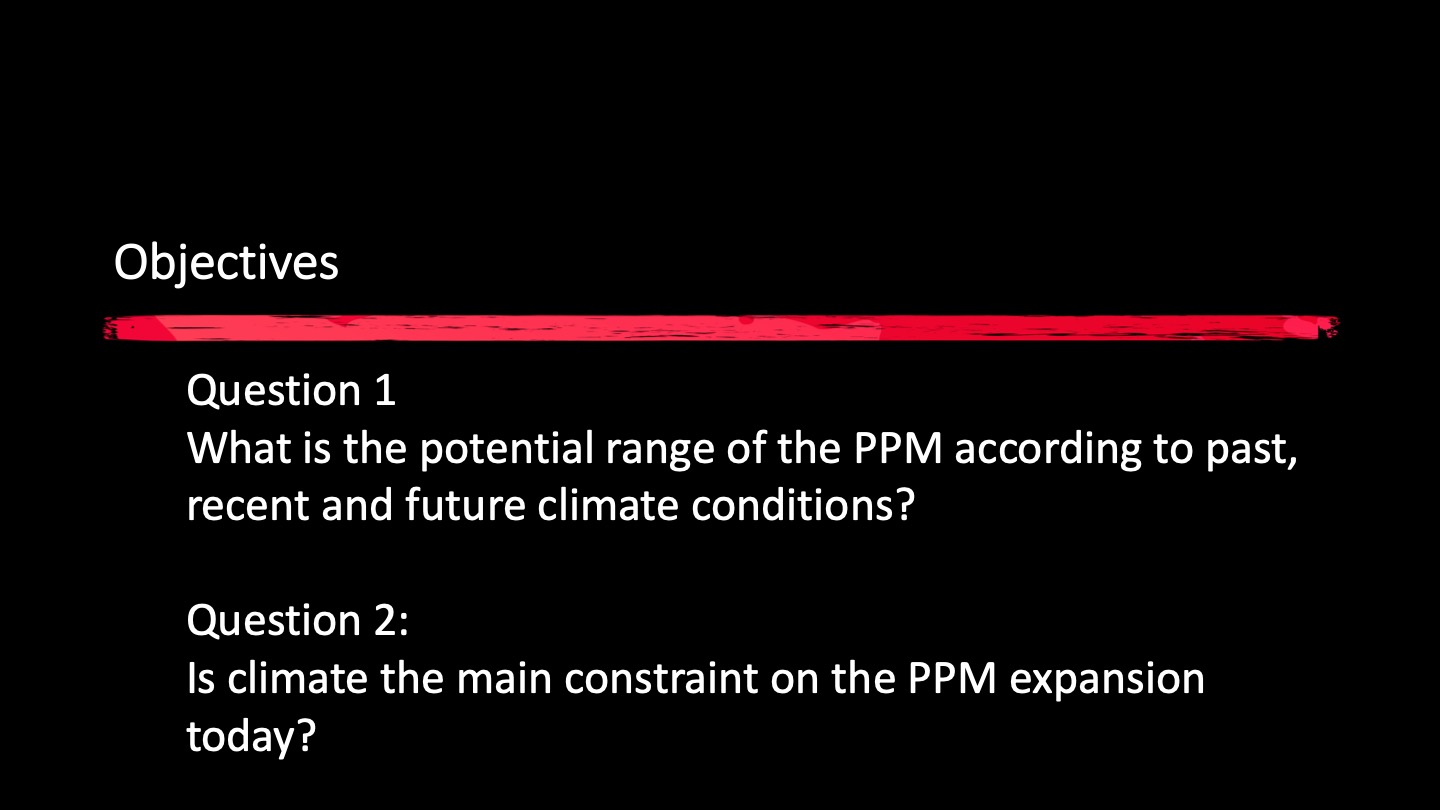 Objectives
Question 1
What is the potential range of the PPM according to past,
recent and future climate conditions?
Question 2:
Is climate the main constraint on the PPM expansion
today?